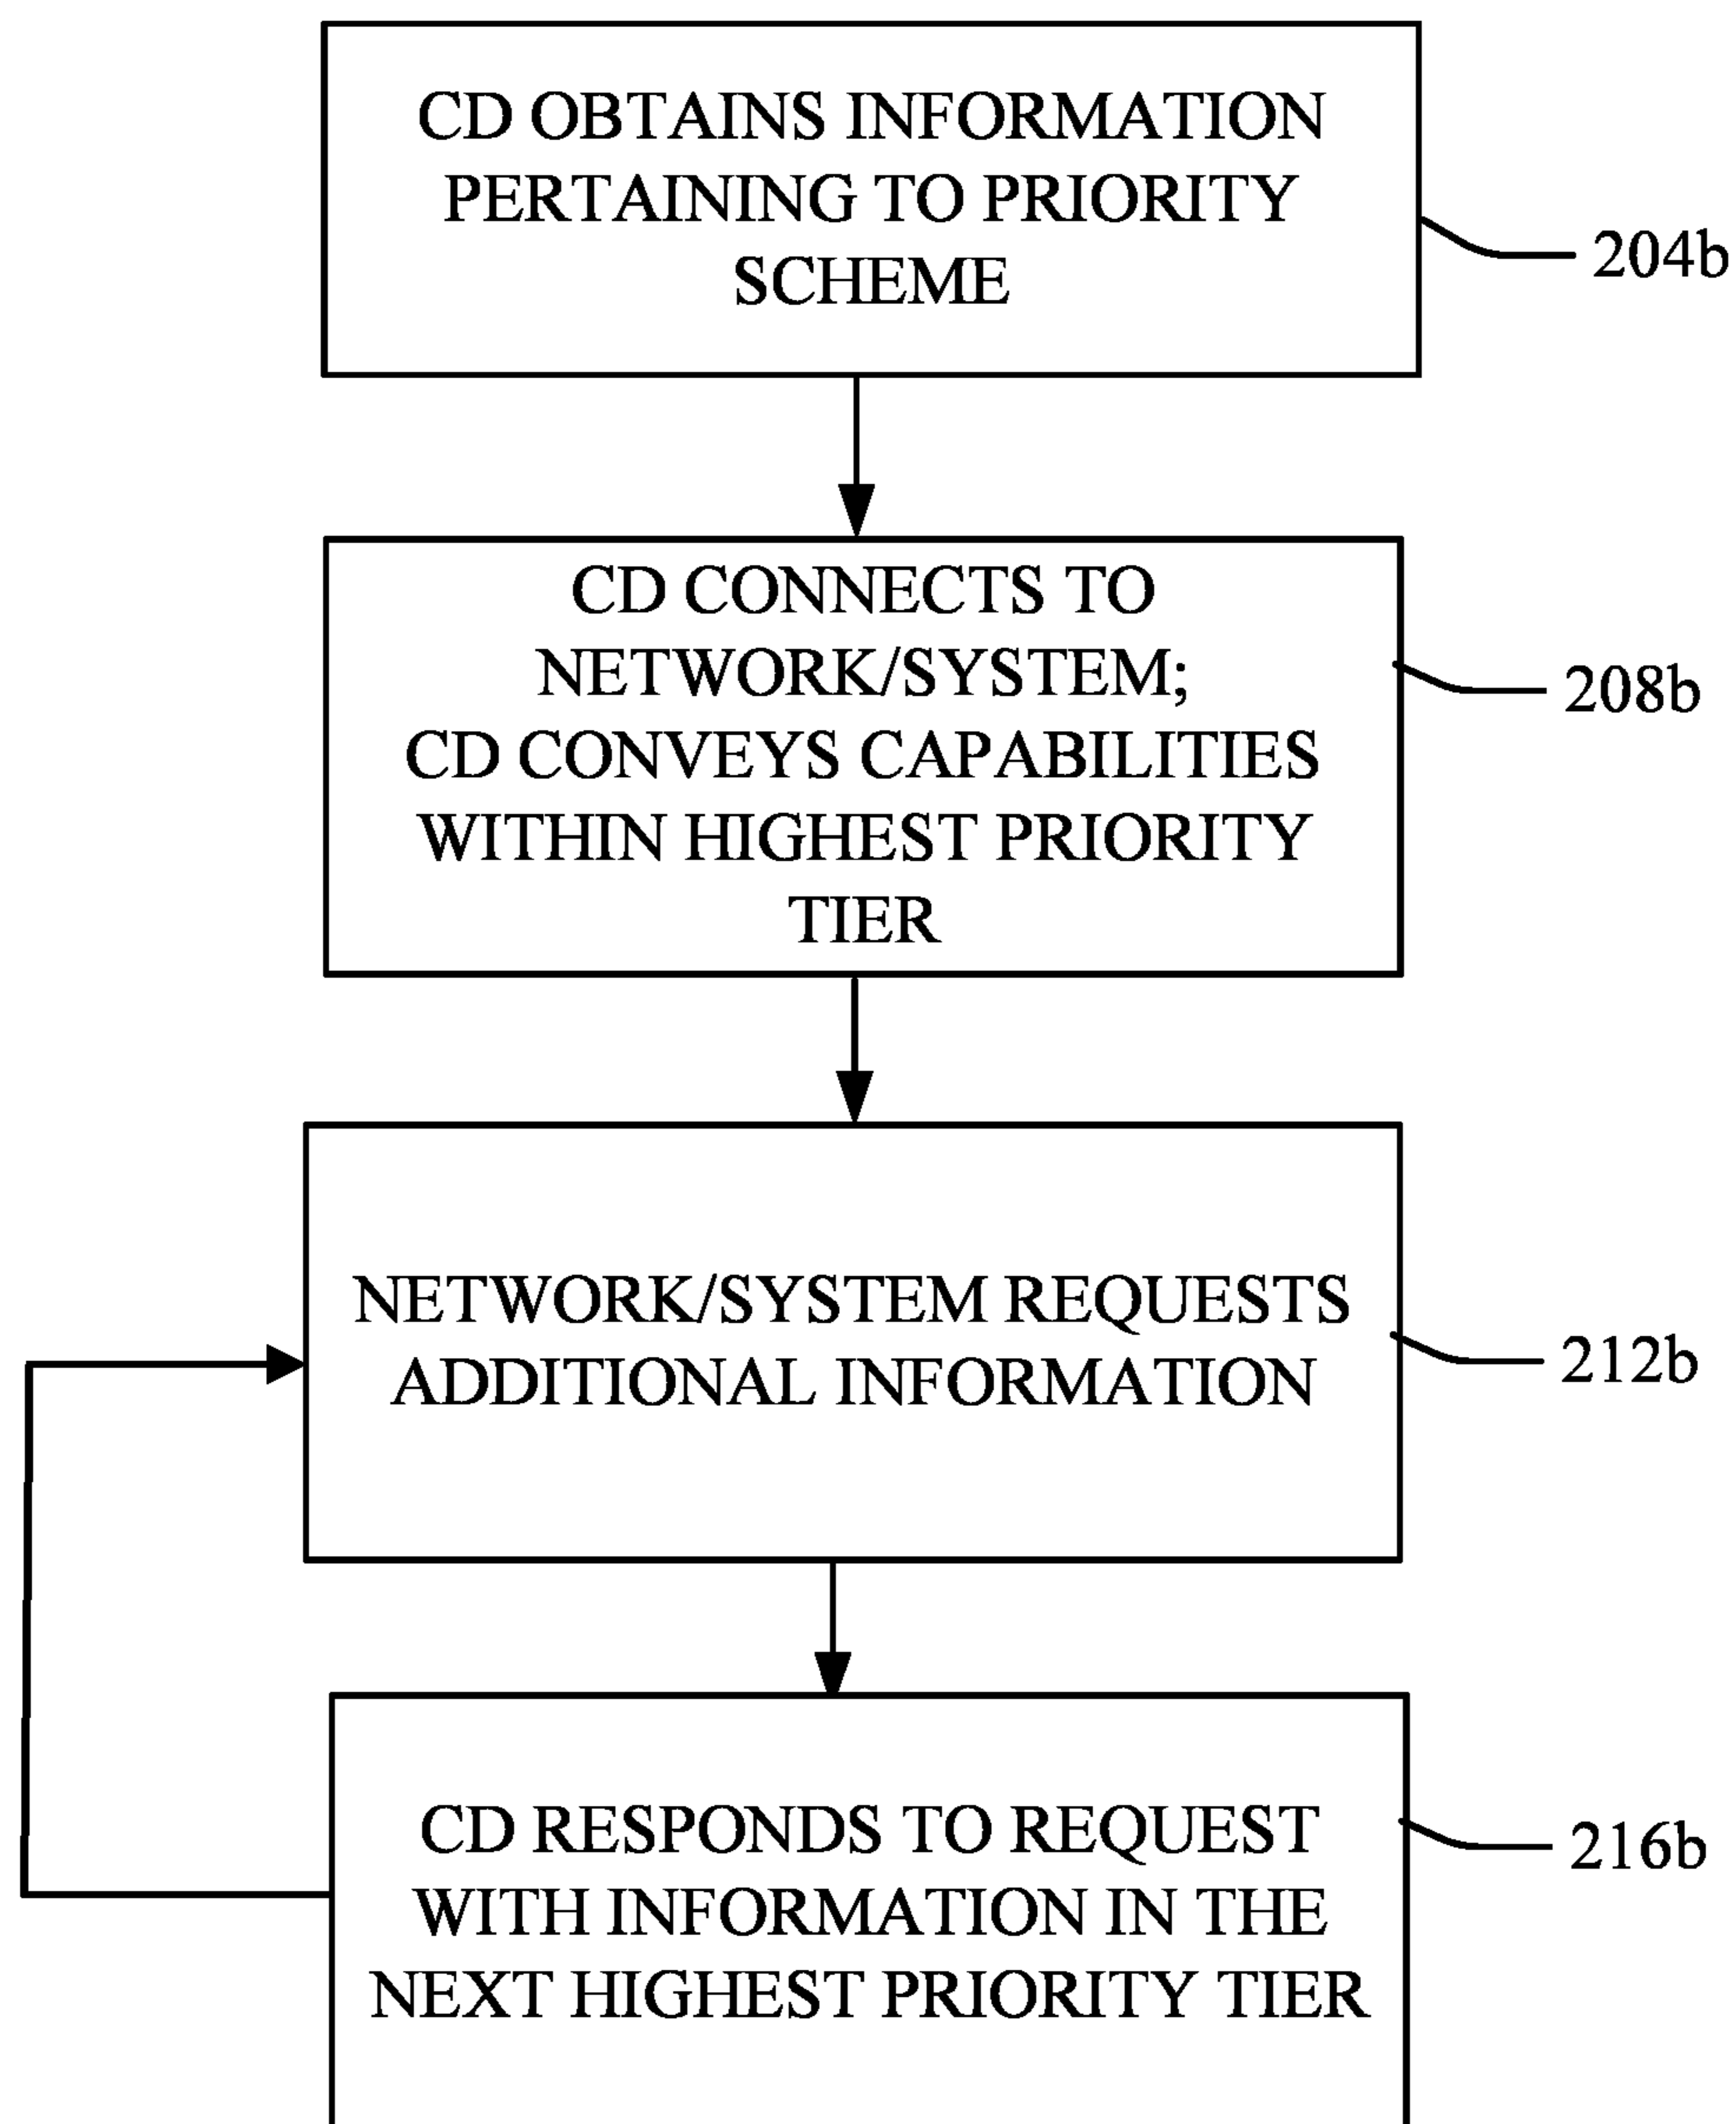 CD OBTAINS INFORMATION
PERTAINING TO PRIORITY
SCHEME
204b
CD CONNECTS TO
NETWORK/SYSTEM;
CD CONVEYS CAPABILITIES
WITHIN HIGHEST PRIORITY
TIER
208b
NETWORK/SYSTEM REQUESTS
ADDITIONAL INFORMATION
212b
CD RESPONDS TO REQUEST
WITH INFORMATION IN THE
NEXT HIGHEST PRIORITY TIER
216b